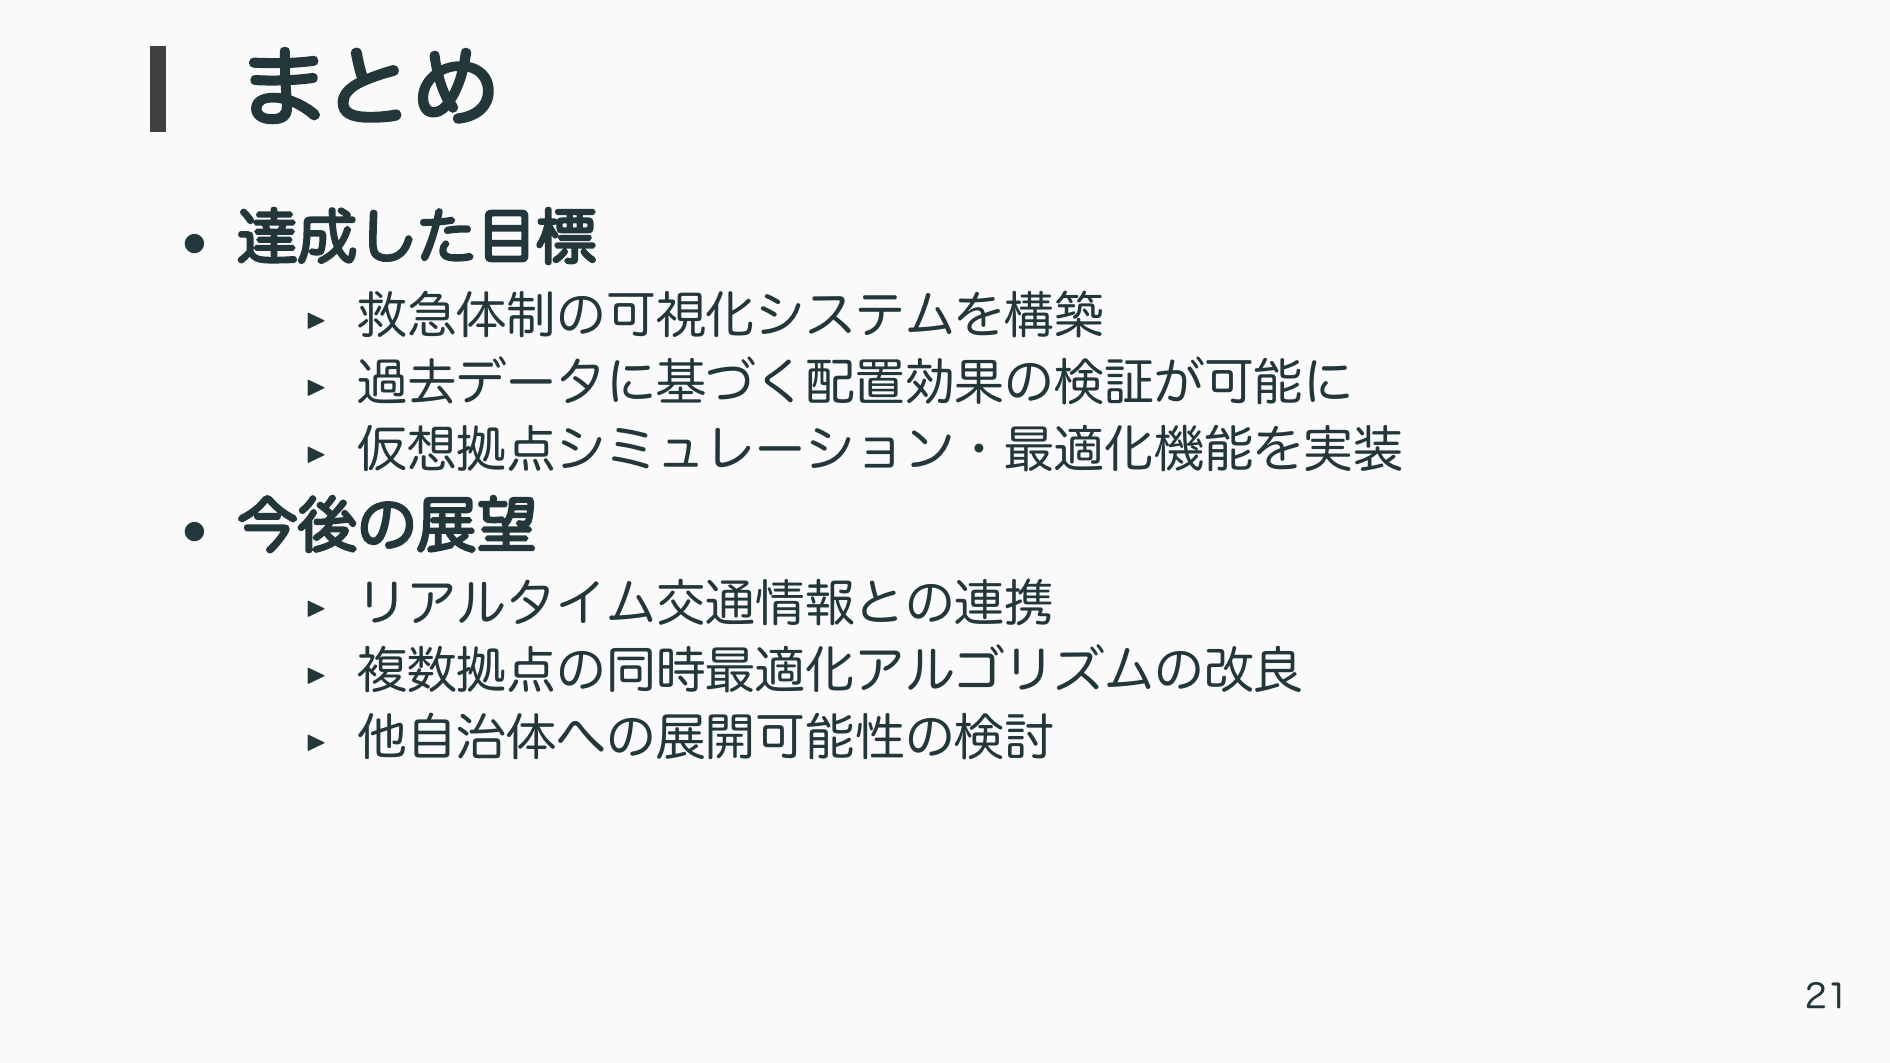 まとめ
• 達成した目標
▸ 救急体制の可視化システムを構築
▸ 過去データに基づく配置効果の検証が可能に
▸ 仮想拠点シミュレーション・最適化機能を実装
• 今後の展望
▸ リアルタイム交通情報との連携
▸ 複数拠点の同時最適化アルゴリズムの改良
▸ 他自治体への展開可能性の検討
21